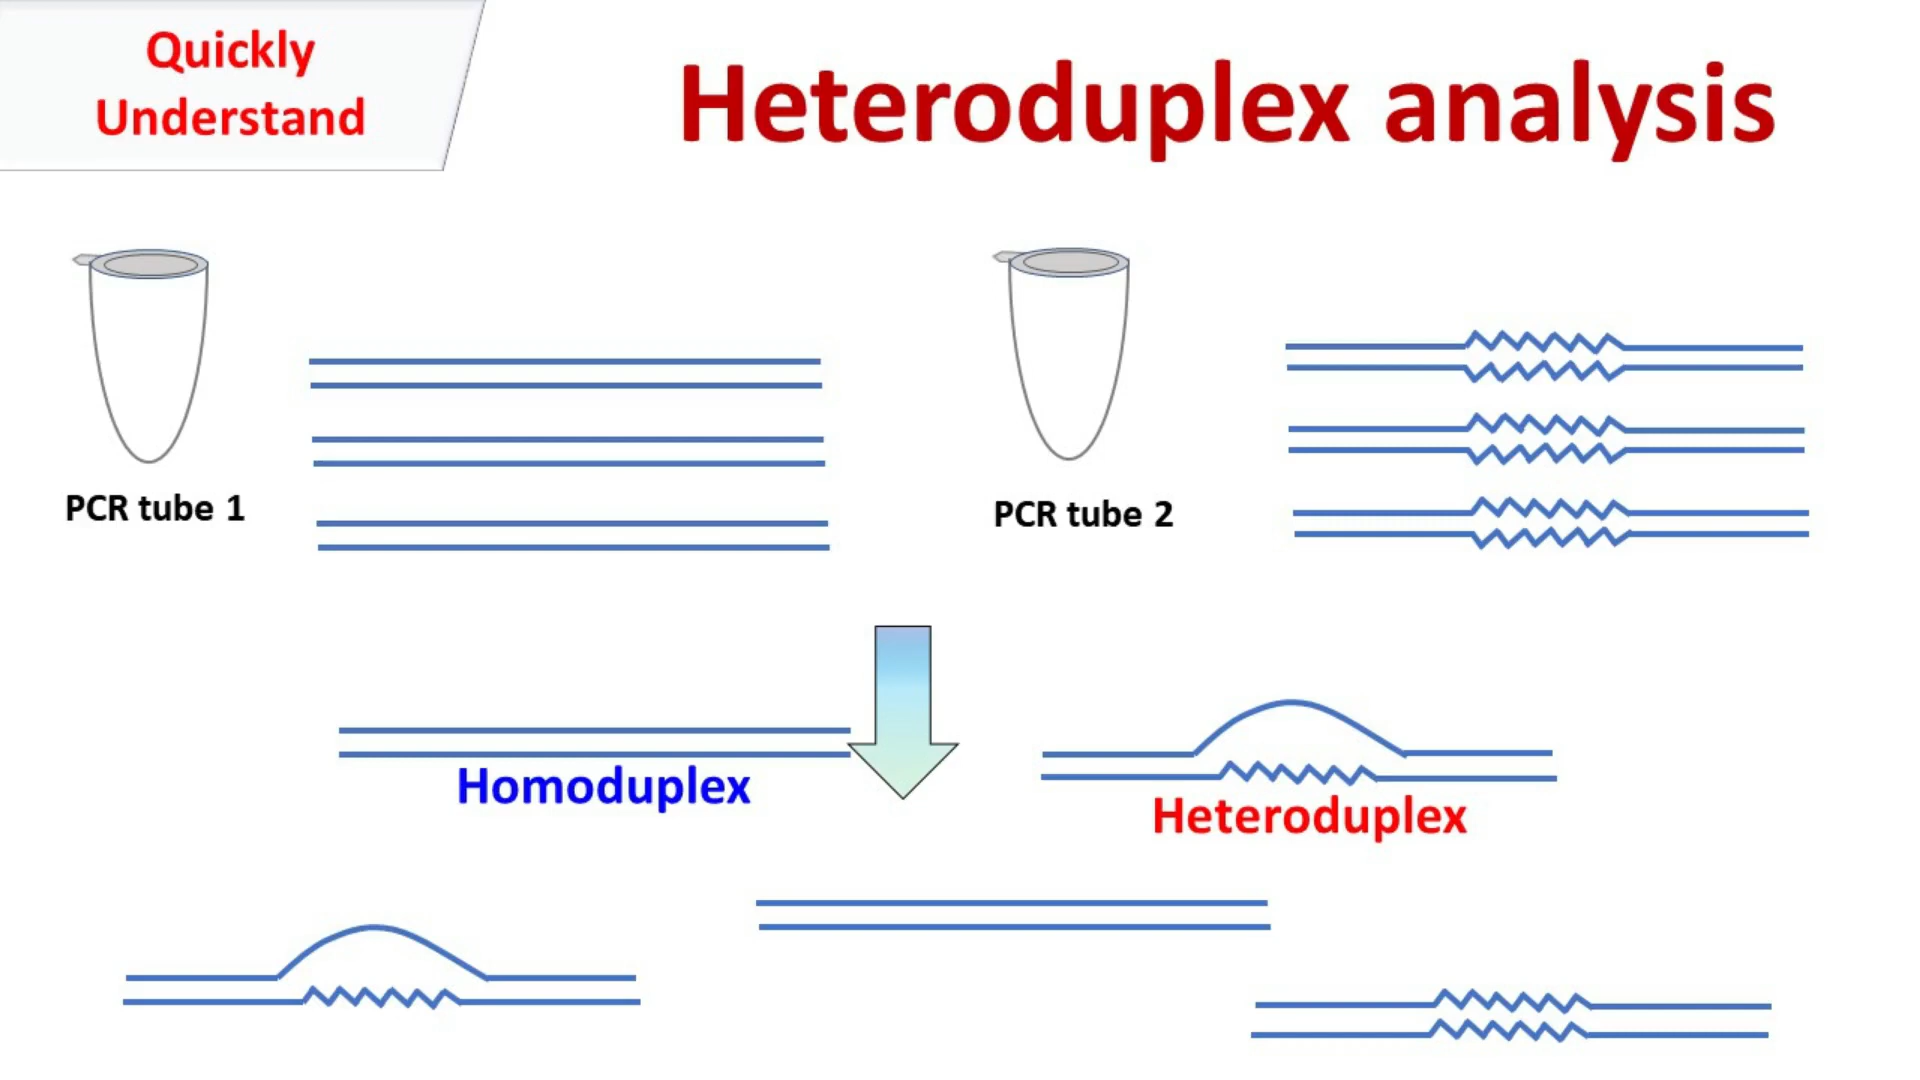 Quickly
Understand
Heteroduplex analysis
PCR tube 1
PCR tube 2
Homoduplex
Heteroduplex